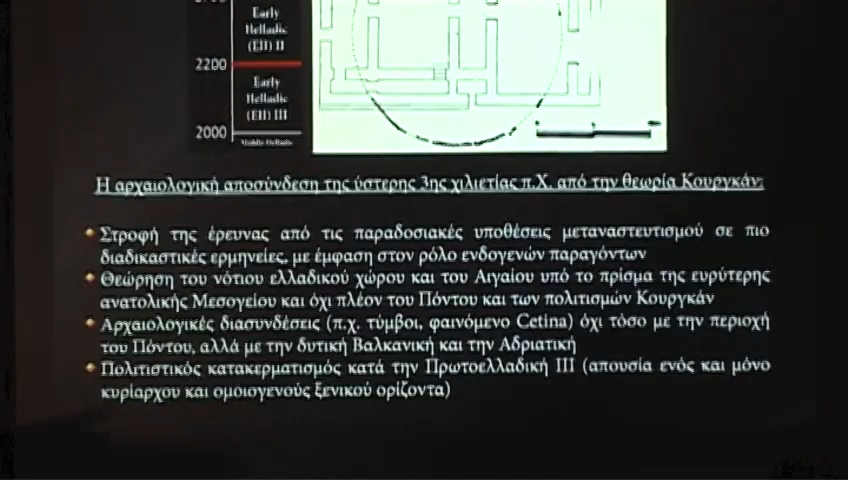 Early
Helladic
(EH) II
2200
Early
Helladic
(EH) III
2000
Middle Helladic
Η αρχαιολογική αποσύνδεση της ύστερης 3ης χιλιετίας π.Χ. από την θεωρία Κουργκάν:
Στροφή της έρευνας από τις παραδοσιακές υποθέσεις μεταναστευτισμού σε πιο
διαδικαστικές ερμηνείες, με έμφαση στον ρόλο ενδογενών παραγόντων
Θεώρηση του νότιου ελλαδικού χώρου και του Αιγαίου υπό το πρίσμα της ευρύτερης
ανατολικής Μεσογείου και όχι πλέον του Πόντου και των πολιτισμών Κουργκάν
Αρχαιολογικές διασυνδέσεις (π.χ. τύμβοι, φαινόμενο Cetina) όχι τόσο με την περιοχή
του Πόντου, αλλά με την δυτική Βαλκανική και την Αδριατική
Πολιτιστικός κατακερματισμός κατά την Πρωτοελλαδική ΙΙΙ (απουσία ενός και μόνο
κυρίαρχου και ομοιογενούς ξενικού ορίζοντα)